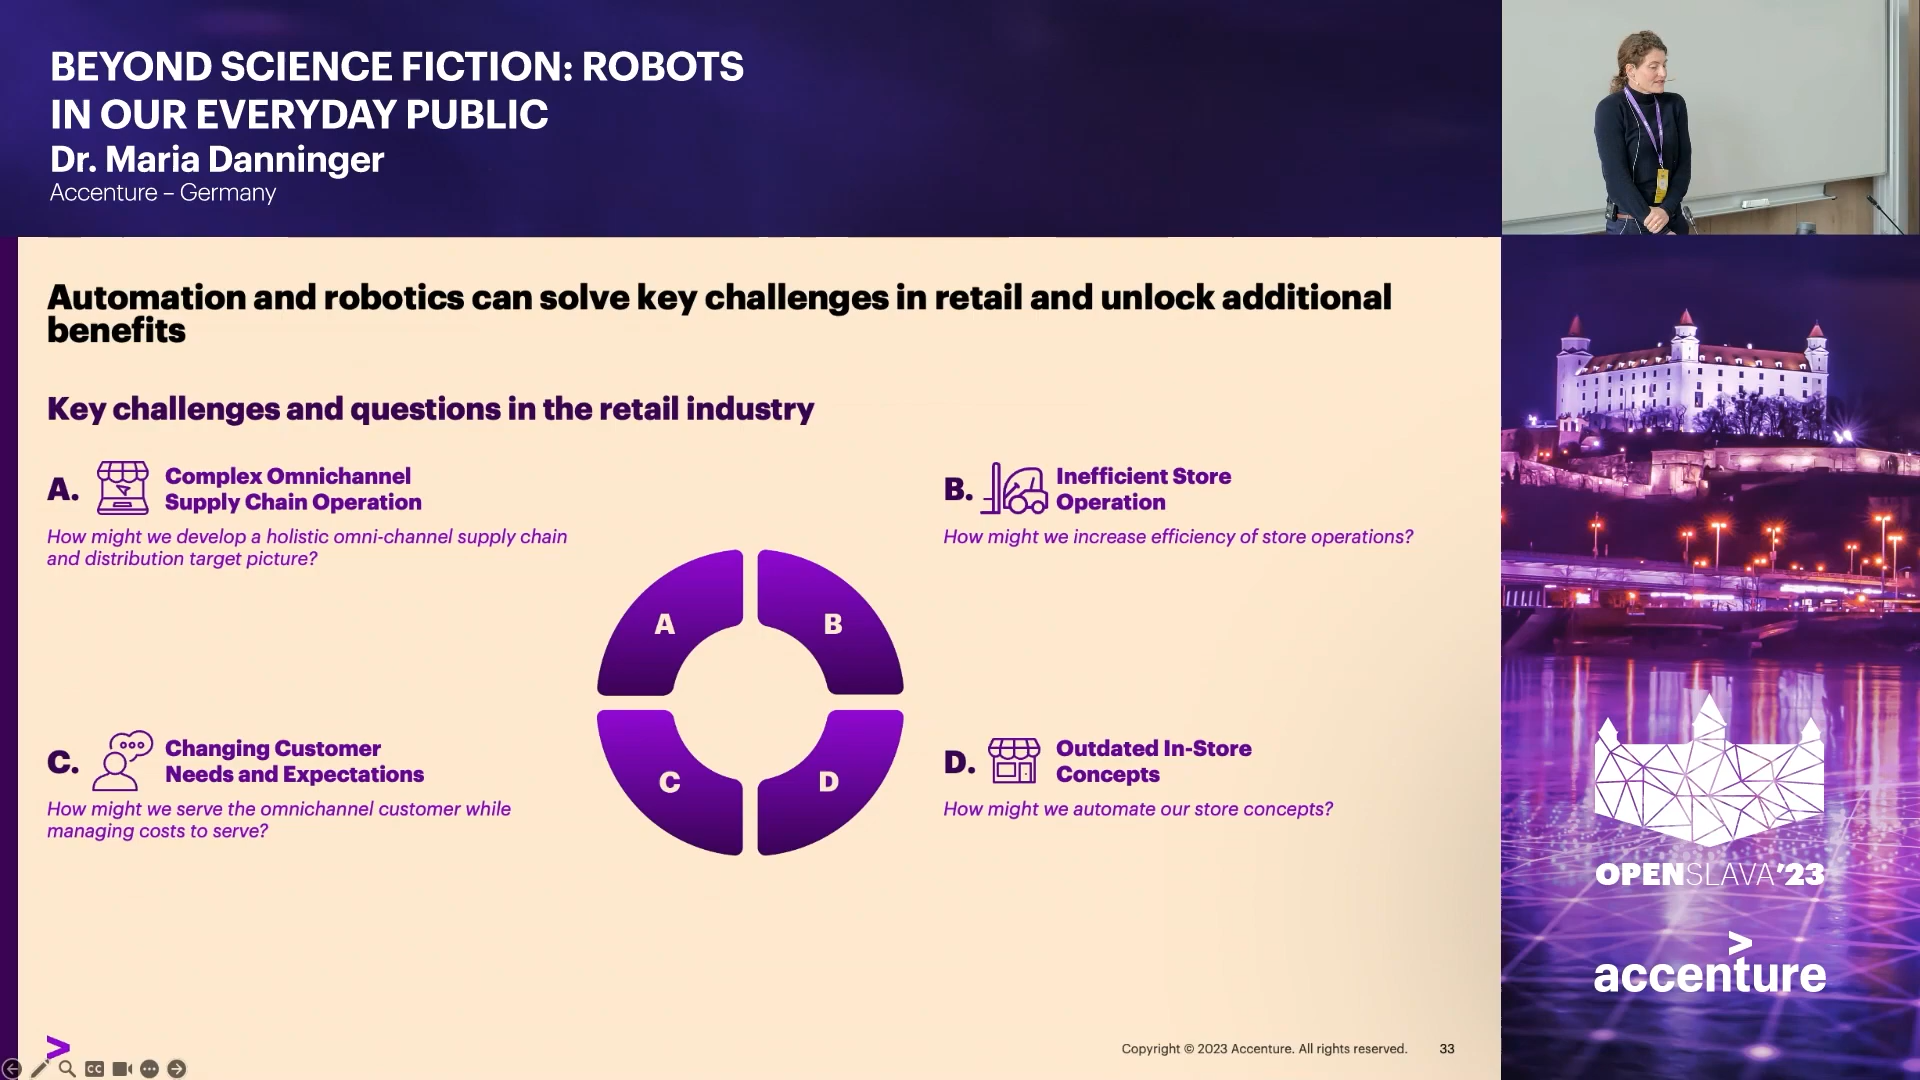 BEYOND SCIENCE FICTION: ROBOTS
IN OUR EVERYDAY PUBLIC
Dr. Maria Danninger
Accenture – Germany
Automation and robotics can solve key challenges in retail and unlock additional
benefits
Key challenges and questions in the retail industry
A.
Complex Omnichannel
Supply Chain Operation
How might we develop a holistic omni-channel supply chain
and distribution target picture?
B.
Inefficient Store
Operation
How might we increase efficiency of store operations?
A
B
C
D
C.
Changing Customer
Needs and Expectations
How might we serve the omnichannel customer while
managing costs to serve?
D.
Outdated In-Store
Concepts
How might we automate our store concepts?
Copyright © 2023 Accenture. All rights reserved.
33
CC
OPENSLAVA'23
accenture